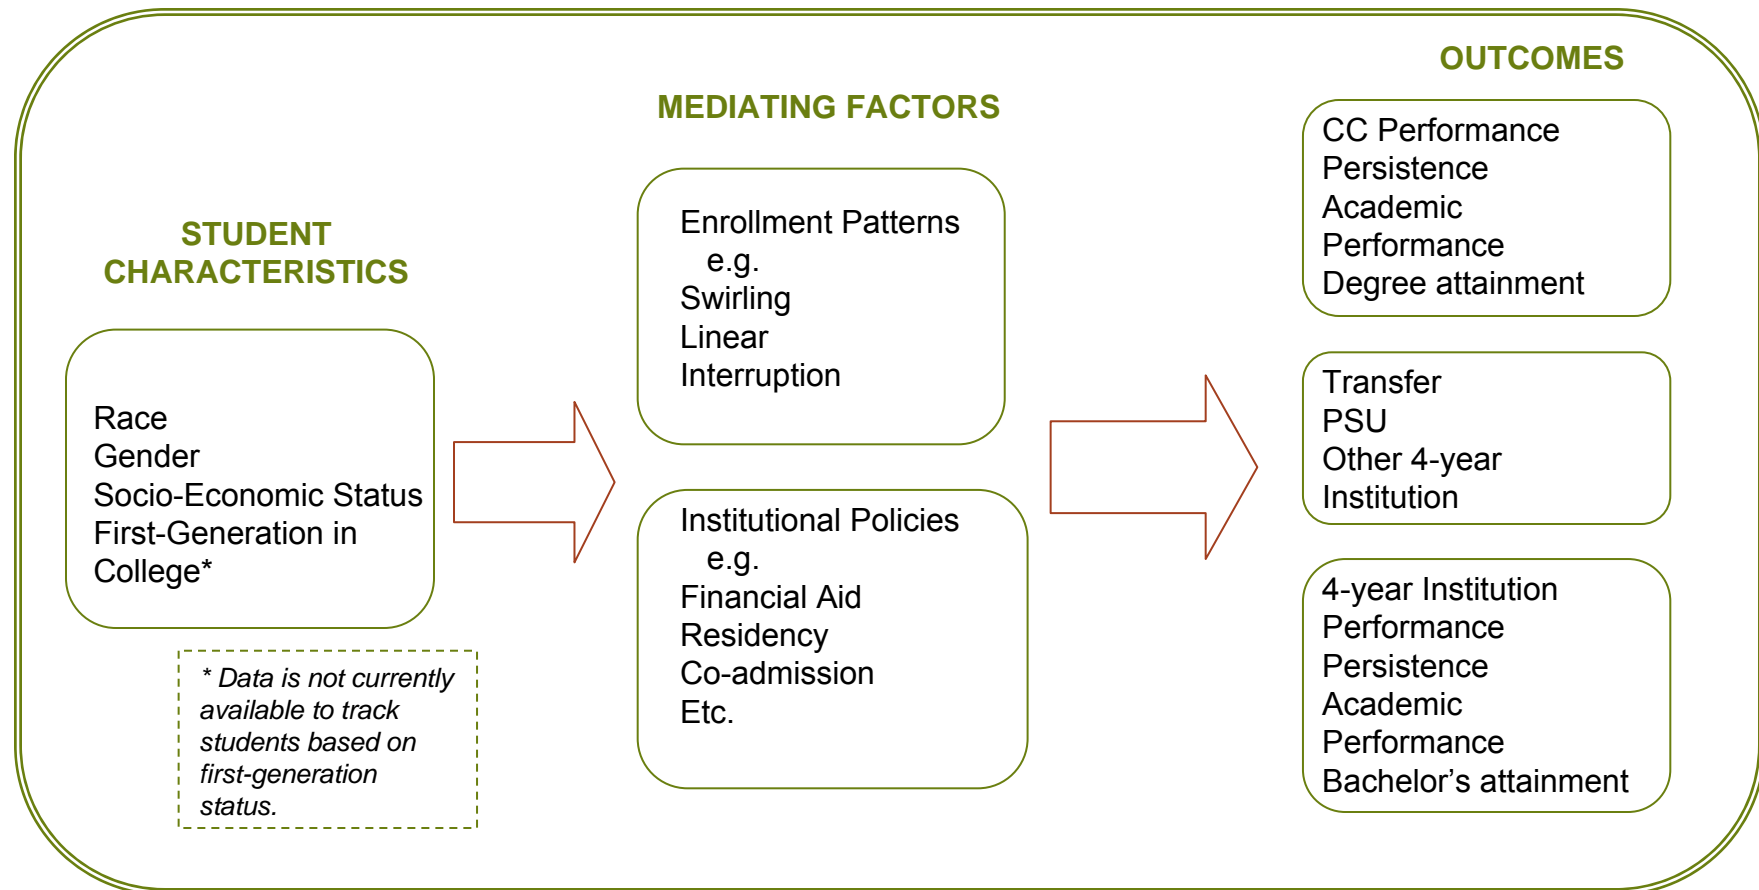 STUDENT
CHARACTERISTICS
Race
Gender
Socio-Economic Status
First-Generation in
College*
* Data is not currently
available to track
students based on
first-generation
status.
MEDIATING FACTORS
Enrollment Patterns
e.g.
Swirling
Linear
Interruption
Institutional Policies
e.g.
Financial Aid
Residency
Co-admission
Etc.
OUTCOMES
CC Performance
Persistence
Academic
Performance
Degree attainment
Transfer
PSU
Other 4-year
Institution
4-year Institution
Performance
Persistence
Academic
Performance
Bachelor’s attainment